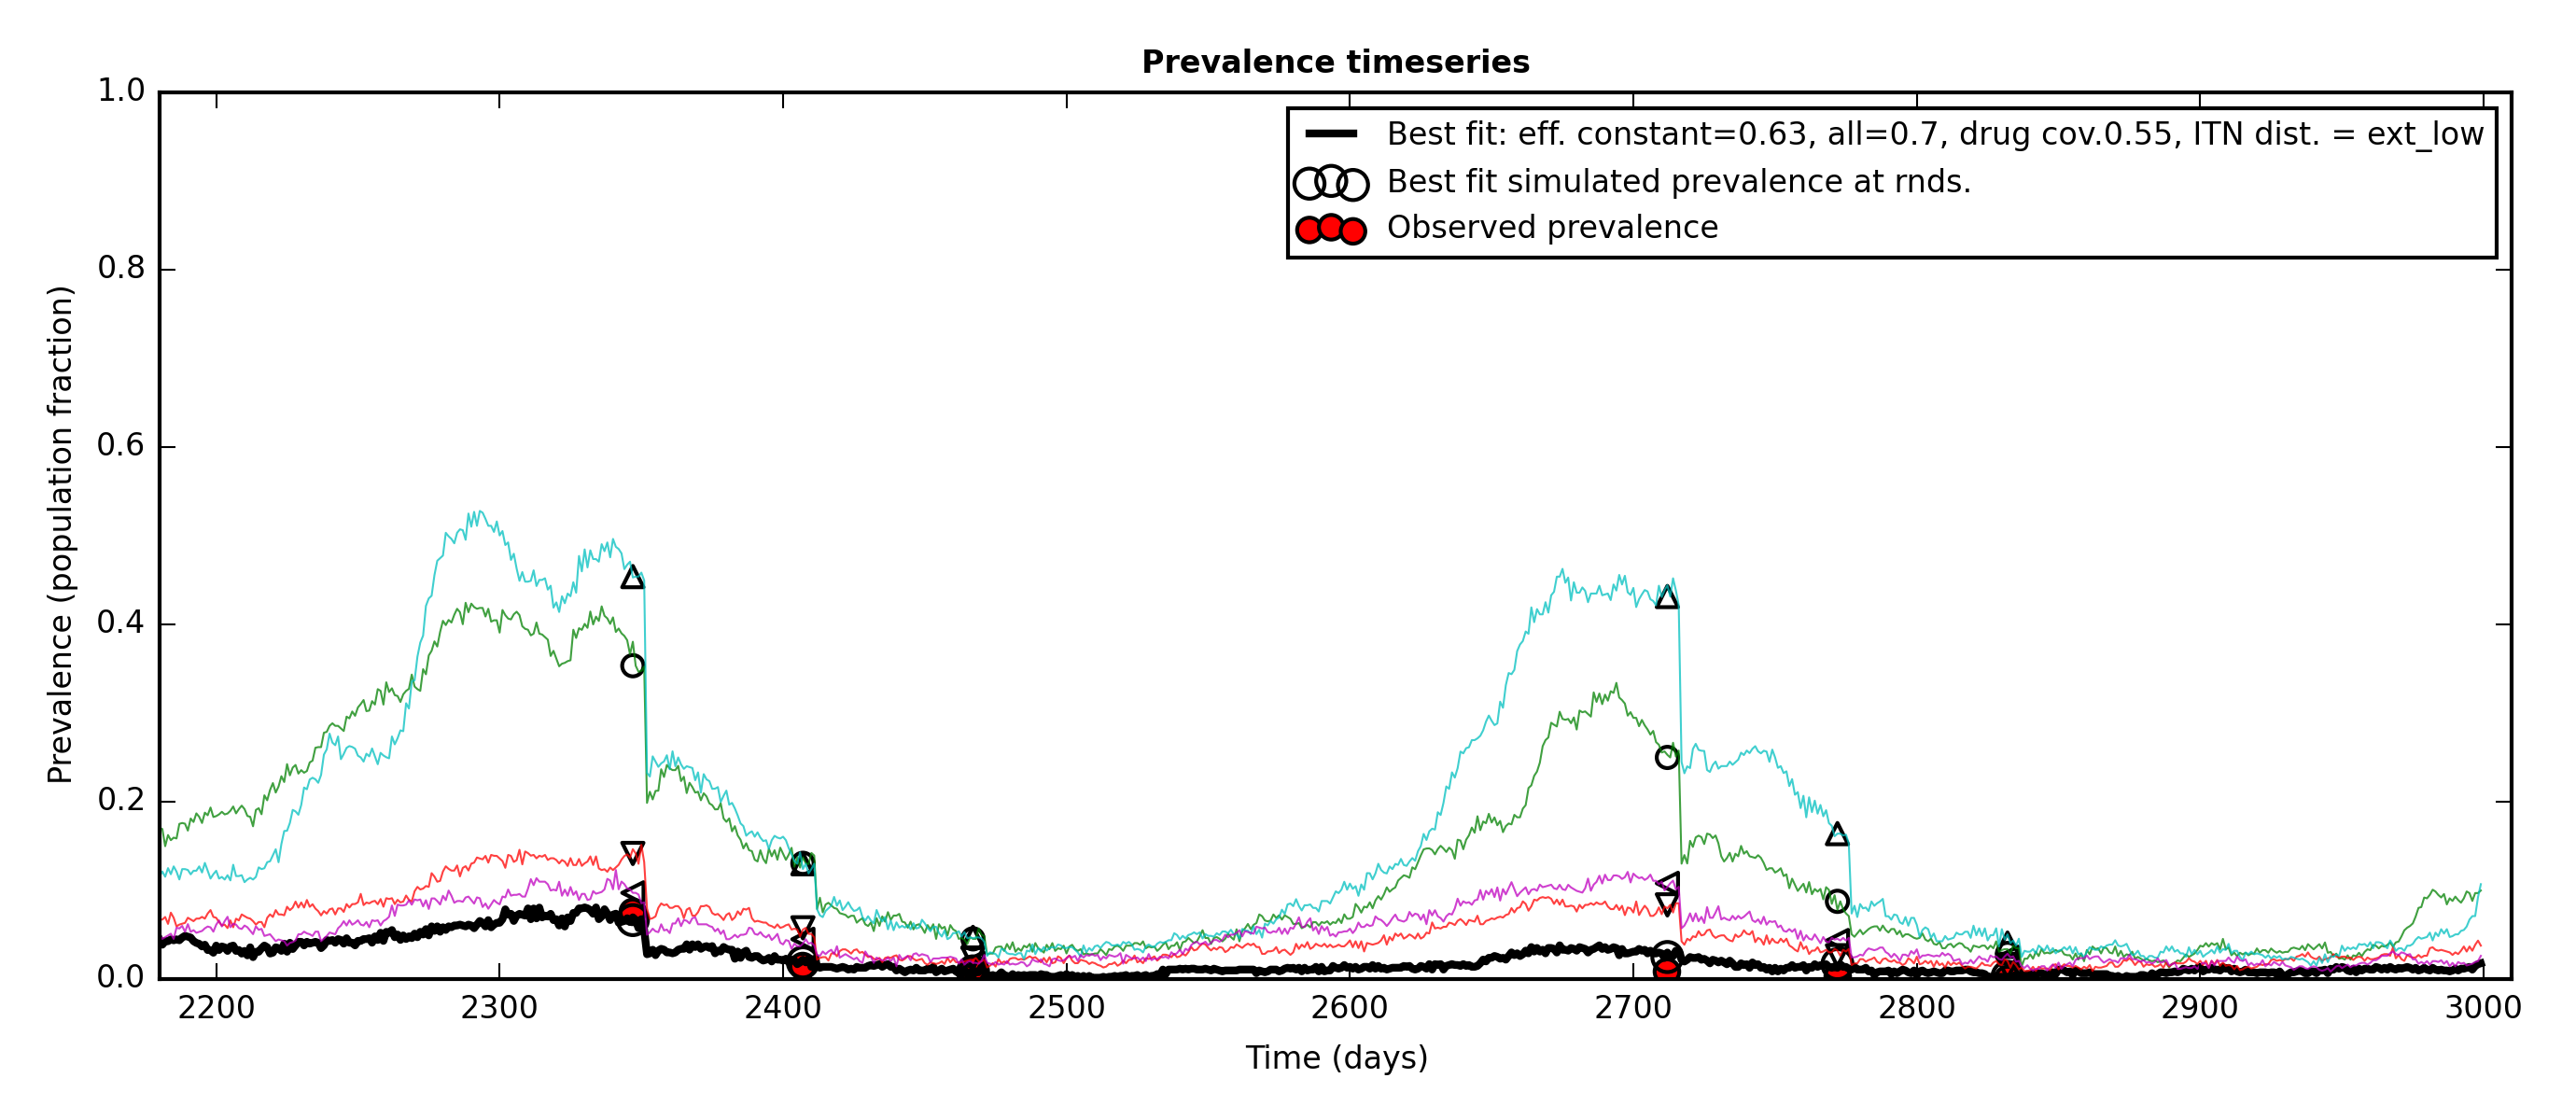 Prevalence timeseries
1.0
0.8
0.6
0.4
0.2
0.0
Prevalence (population fraction)
Best fit: eff. constant=0.63, all=0.7, drug cov.0.55, ITN dist. = ext_low
Best fit simulated prevalence at rnds.
Observed prevalence
2200 2300 2400 2500 2600 2700 2800 2900 3000
Time (days)